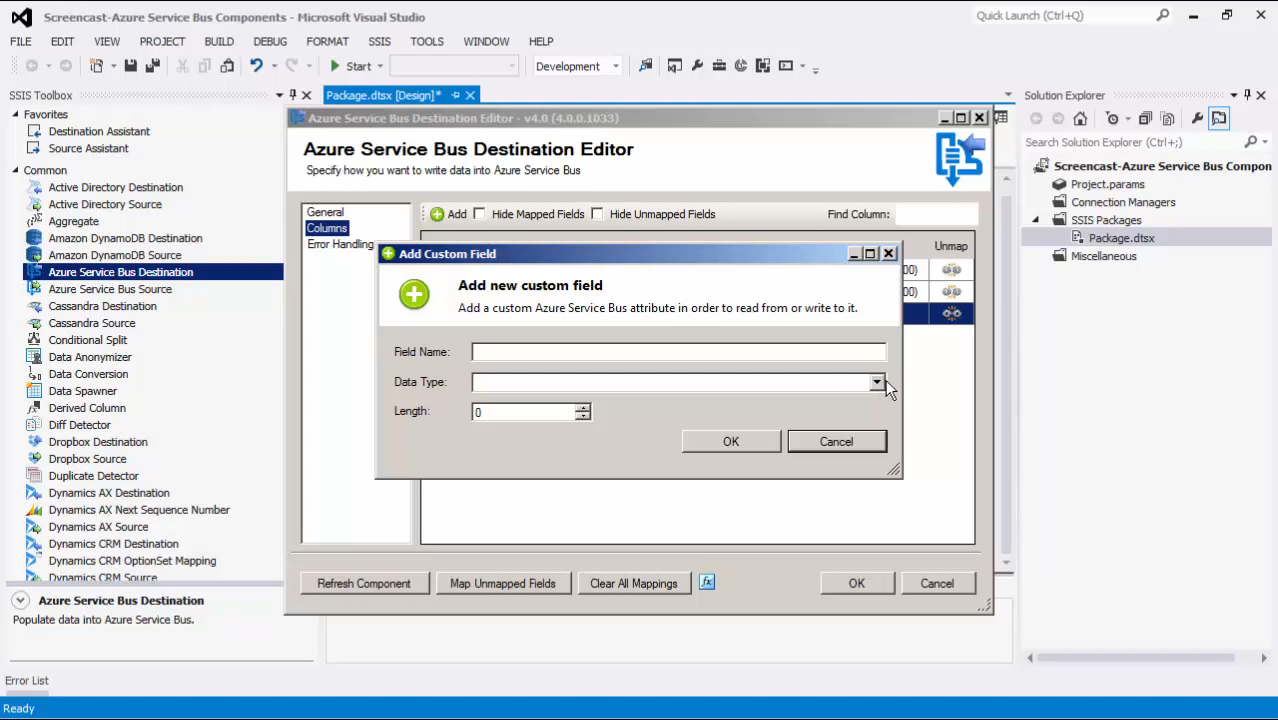 Screencast-Azure Service Bus Components - Microsoft Visual Studio
Quick Launch (Ctrl+Q)
FILE EDIT VIEW PROJECT BUILD DEBUG FORMAT SSIS TOOLS WINDOW HELP
Start
Development
SSIS Toolbox
Package.dtsx [Design]*
Solution Explorer
Favorites
Destination Assistant
Source Assistant
Common
Active Directory Destination
Active Directory Source
Aggregate
Amazon DynamoDB Destination
Amazon DynamoDB Source
Azure Service Bus Destination
Azure Service Bus Source
Cassandra Destination
Cassandra Source
Conditional Split
Data Anonymizer
Data Conversion
Data Spawner
Derived Column
Diff Detector
Dropbox Destination
Dropbox Source
Duplicate Detector
Dynamics AX Destination
Dynamics AX Next Sequence Number
Dynamics AX Source
Dynamics CRM Destination
Dynamics CRM OptionSet Mapping
Dynamics CRM Source
Azure Service Bus Destination
Populate data into Azure Service Bus.
Azure Service Bus Destination Editor - v4.0 (4.0.0.1033)
Azure Service Bus Destination Editor
Specify how you want to write data into Azure Service Bus
General
Columns
Error Handling
Add Hide Mapped Fields Hide Unmapped Fields Find Column:
Unmap
00)
00)
Add Custom Field
Add new custom field
Add a custom Azure Service Bus attribute in order to read from or write to it.
Field Name:
Data Type:
Length: 0
OK Cancel
Refresh Component Map Unmapped Fields Clear All Mappings fx OK Cancel
Search Solution Explorer (Ctrl+;)
Screencast-Azure Service Bus Compon
Project.params
Connection Managers
SSIS Packages
Package.dtsx
Miscellaneous
Error List
Ready